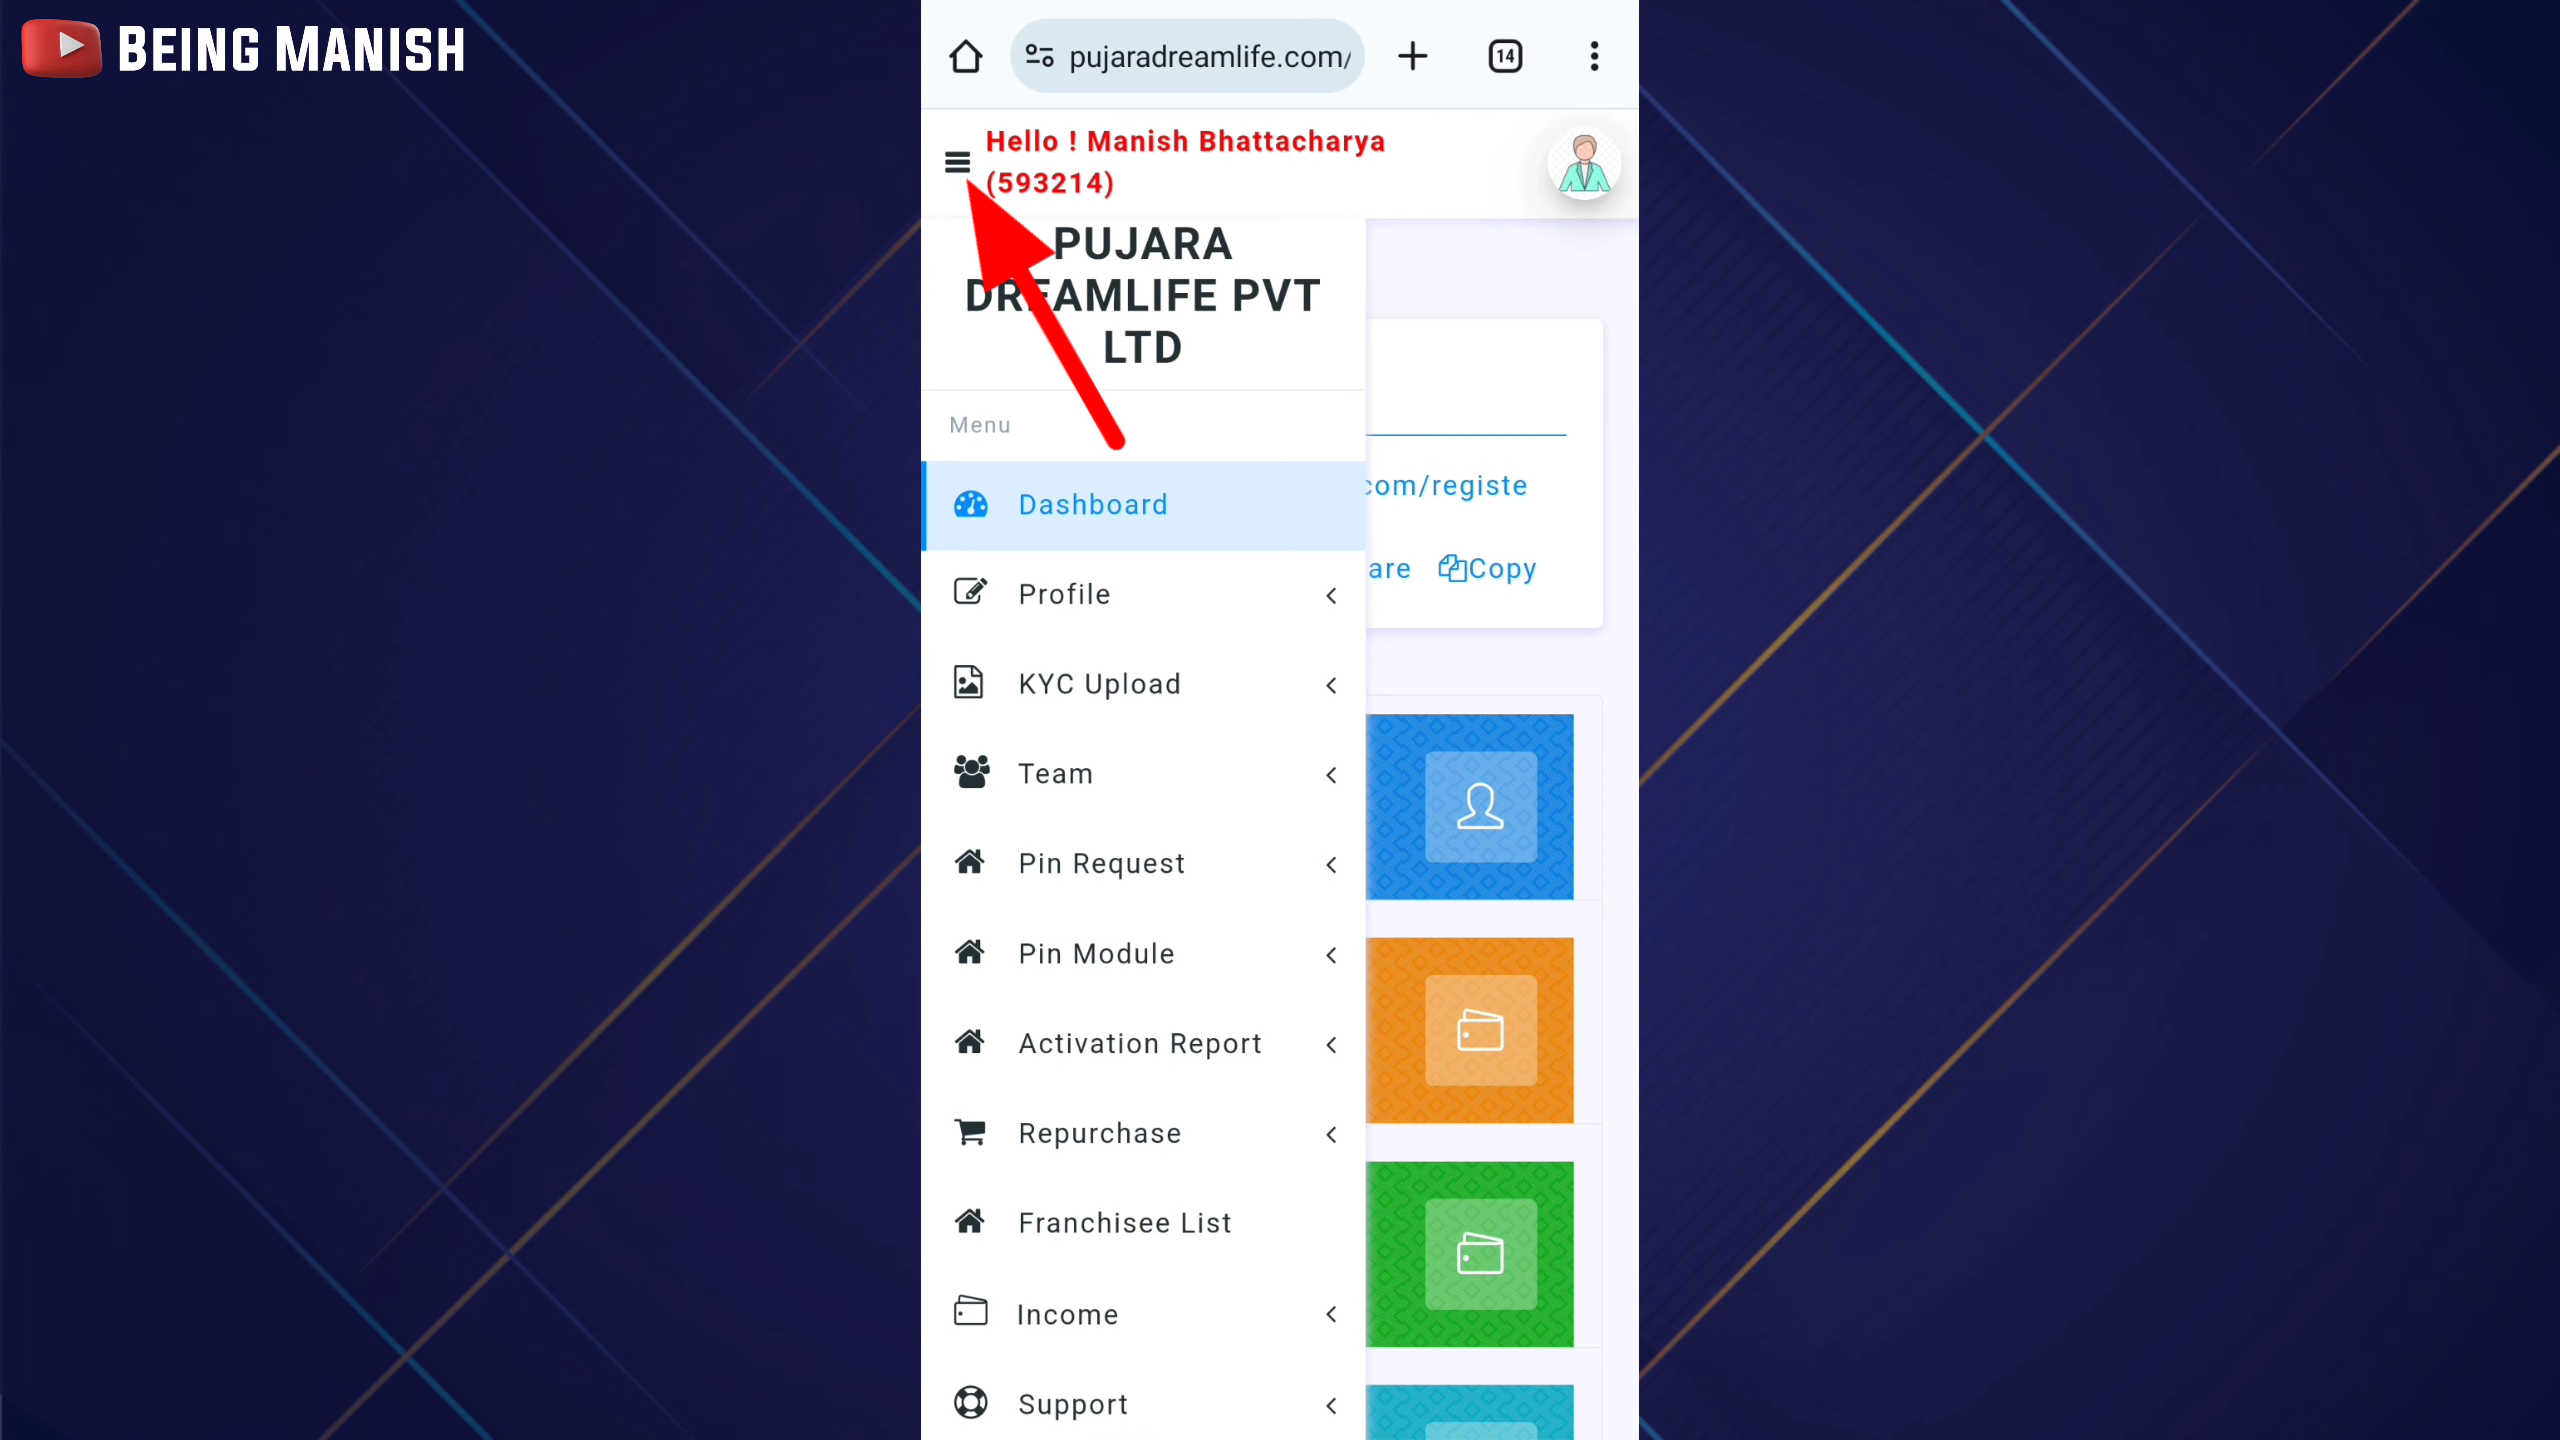 BEING MANISH
pujaradreamlife.com/
14
Hello ! Manish Bhattacharya
(593214)
PUJARA
DREAMLIFE PVT
LTD
Menu
Dashboard
com/registe
are Copy
Profile
KYC Upload
Team
Pin Request
Pin Module
Activation Report
Repurchase
Franchisee List
Income
Support